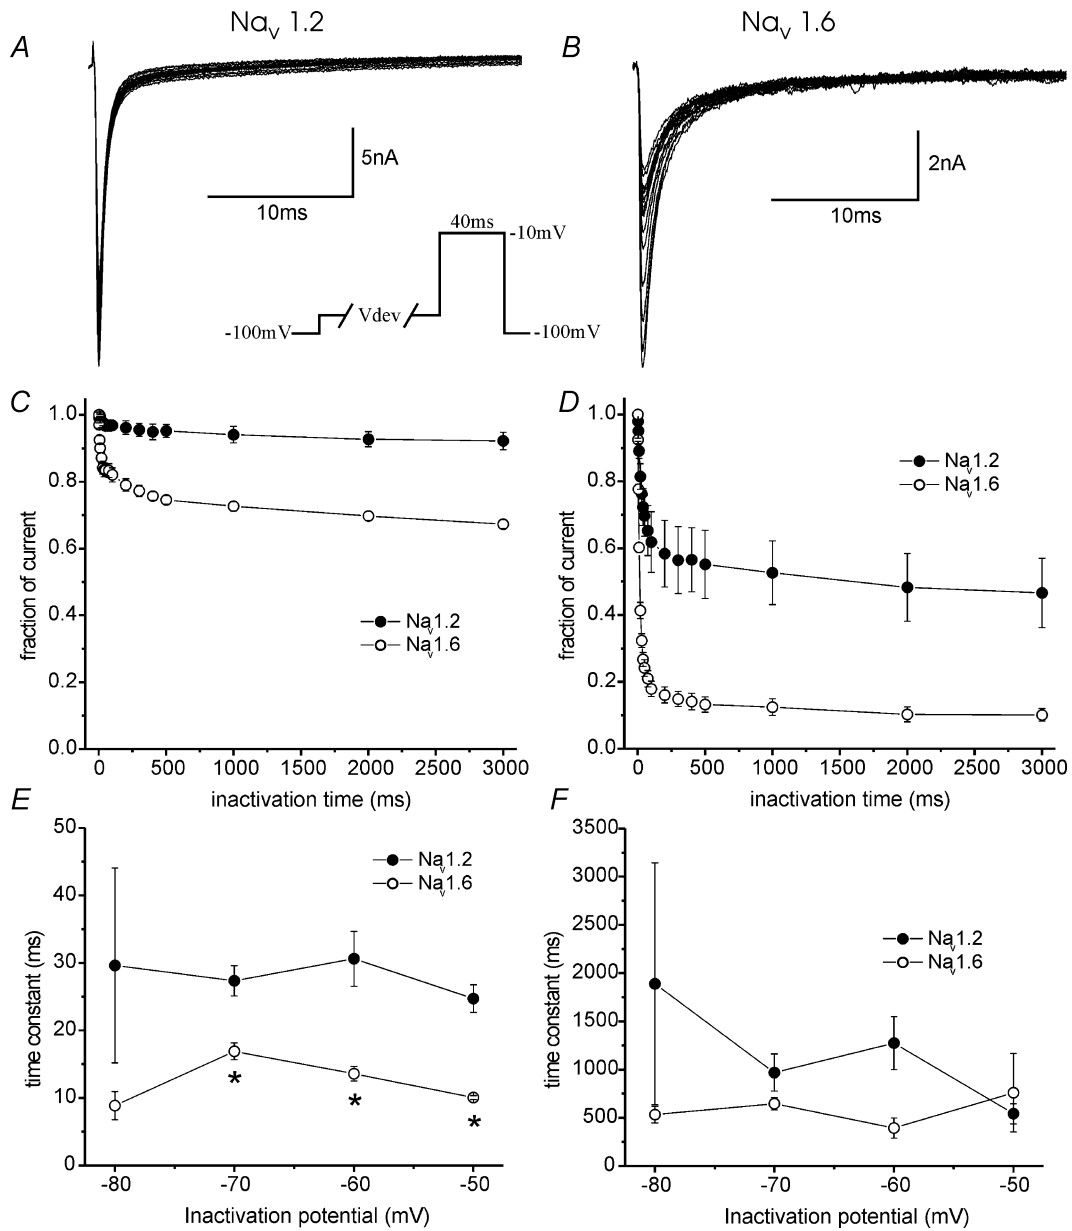 Nav 1.2
Nav 1.6
A
B
5nA
10ms
2nA
10ms
40ms
-10mV
Vdev
-100mV
-100mV
C
D
fraction of current
1.0
0.8
0.6
0.4
0.2
0.0
Nav1.2
Nav1.6
0 500 1000 1500 2000 2500 3000
inactivation time (ms)
fraction of current
1.0
0.8
0.6
0.4
0.2
0.0
Nav1.2
Nav1.6
0 500 1000 1500 2000 2500 3000
inactivation time (ms)
E
F
time constant (ms)
50
40
30
20
10
0
Nav1.2
Nav1.6
*
*
*
-80 -70 -60 -50
Inactivation potential (mV)
time constant (ms)
3500
3000
2500
2000
1500
1000
500
0
Nav1.2
Nav1.6
-80 -70 -60 -50
Inactivation potential (mV)